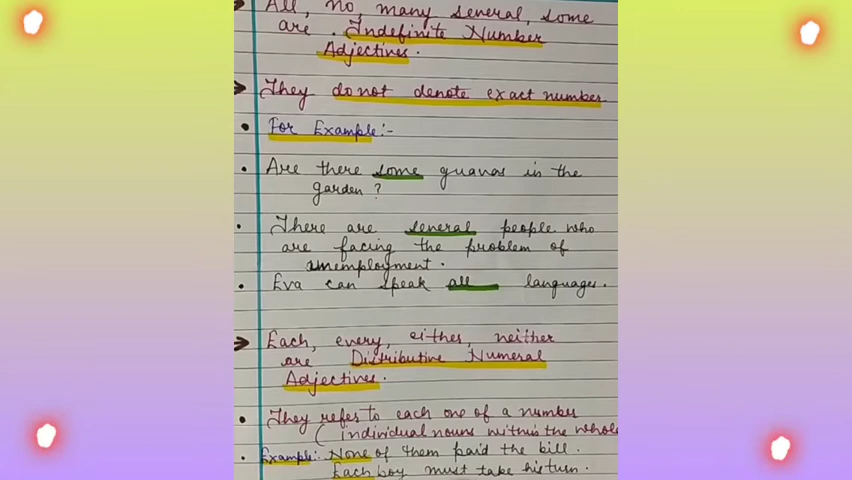 All, no, many several, some
are . Indefinite Number
Adjectives.
They do not denote exact number
For Example:-
Are there some guavas in the
garden ?
There are several people who
are facing the problem of
unemployment.
Eva can speak all languages.
Each, every, either, neither
are Distributive Numeral
Adjectives.
They refer to each one of a number
( individual nouns within the whole
Example:- None of them paid the bill.
Each boy must take his turn.